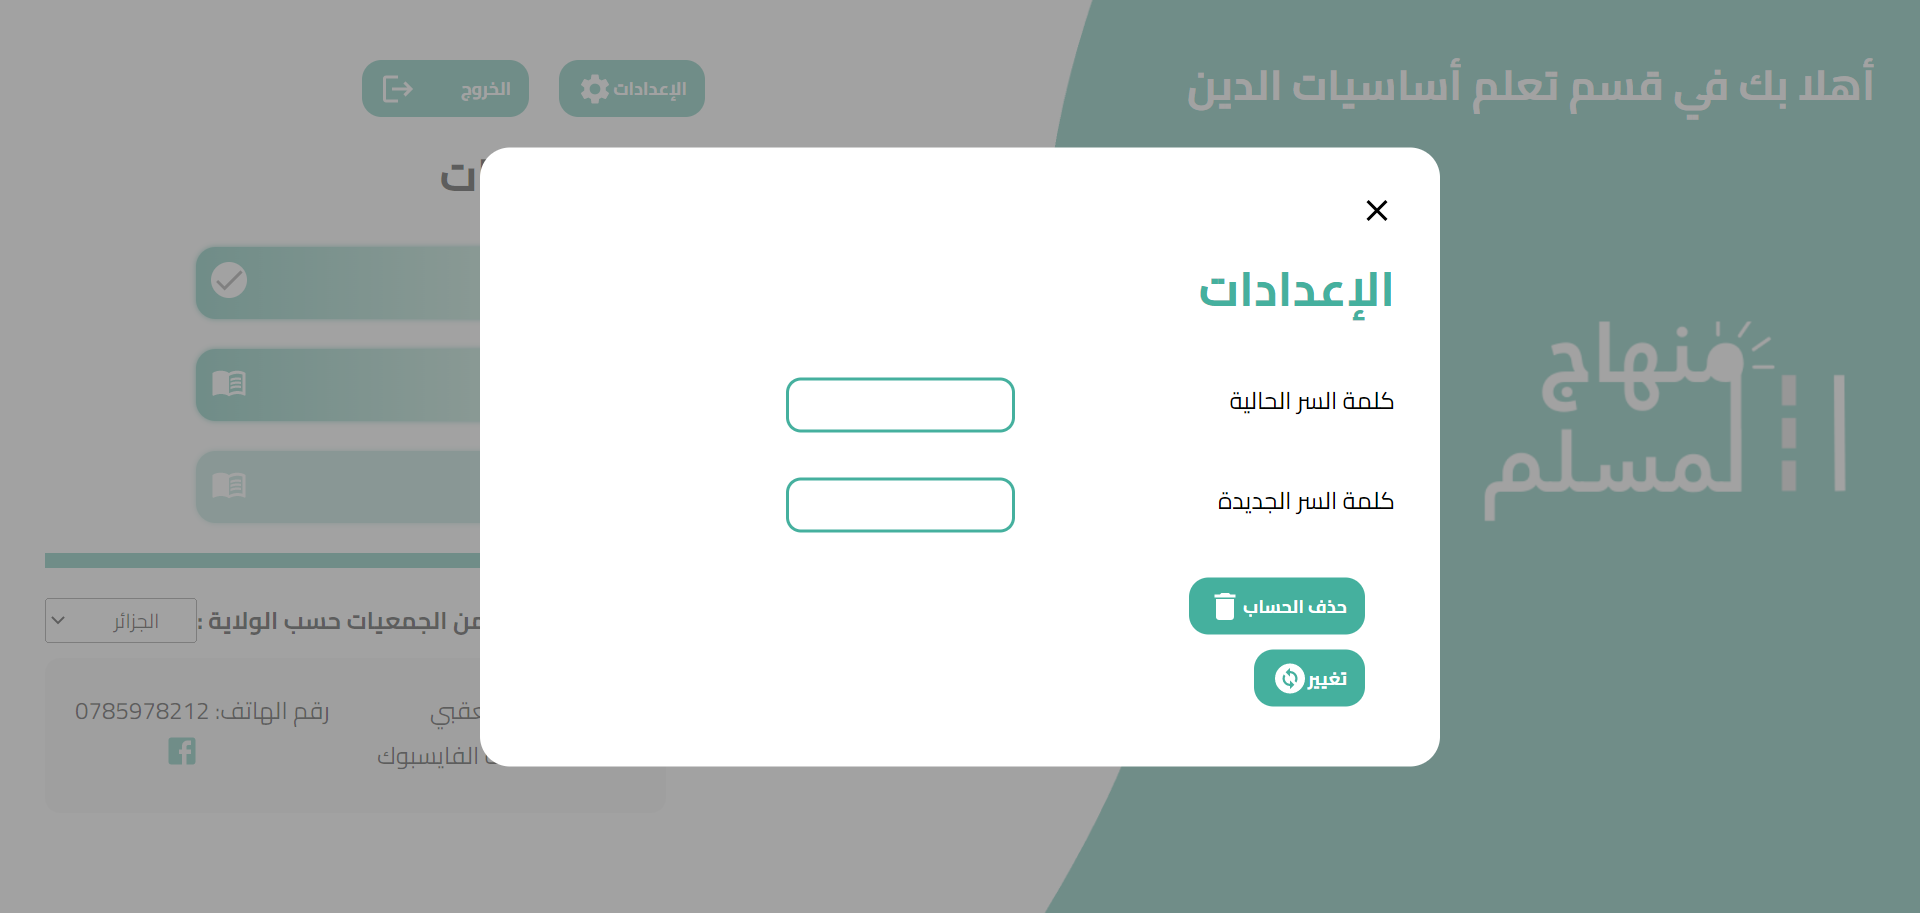 أهلا بك في قسم تعلم أساسيات الدين
الإعدادات
الخروج
الإعدادات
كلمة السر الحالية
كلمة السر الجديدة
حذف الحساب
تغيير
منهاج
المسلم
من الجمعيات حسب الولاية :
الجزائر
رقم الهاتف: 0785978212
الفايسبوك